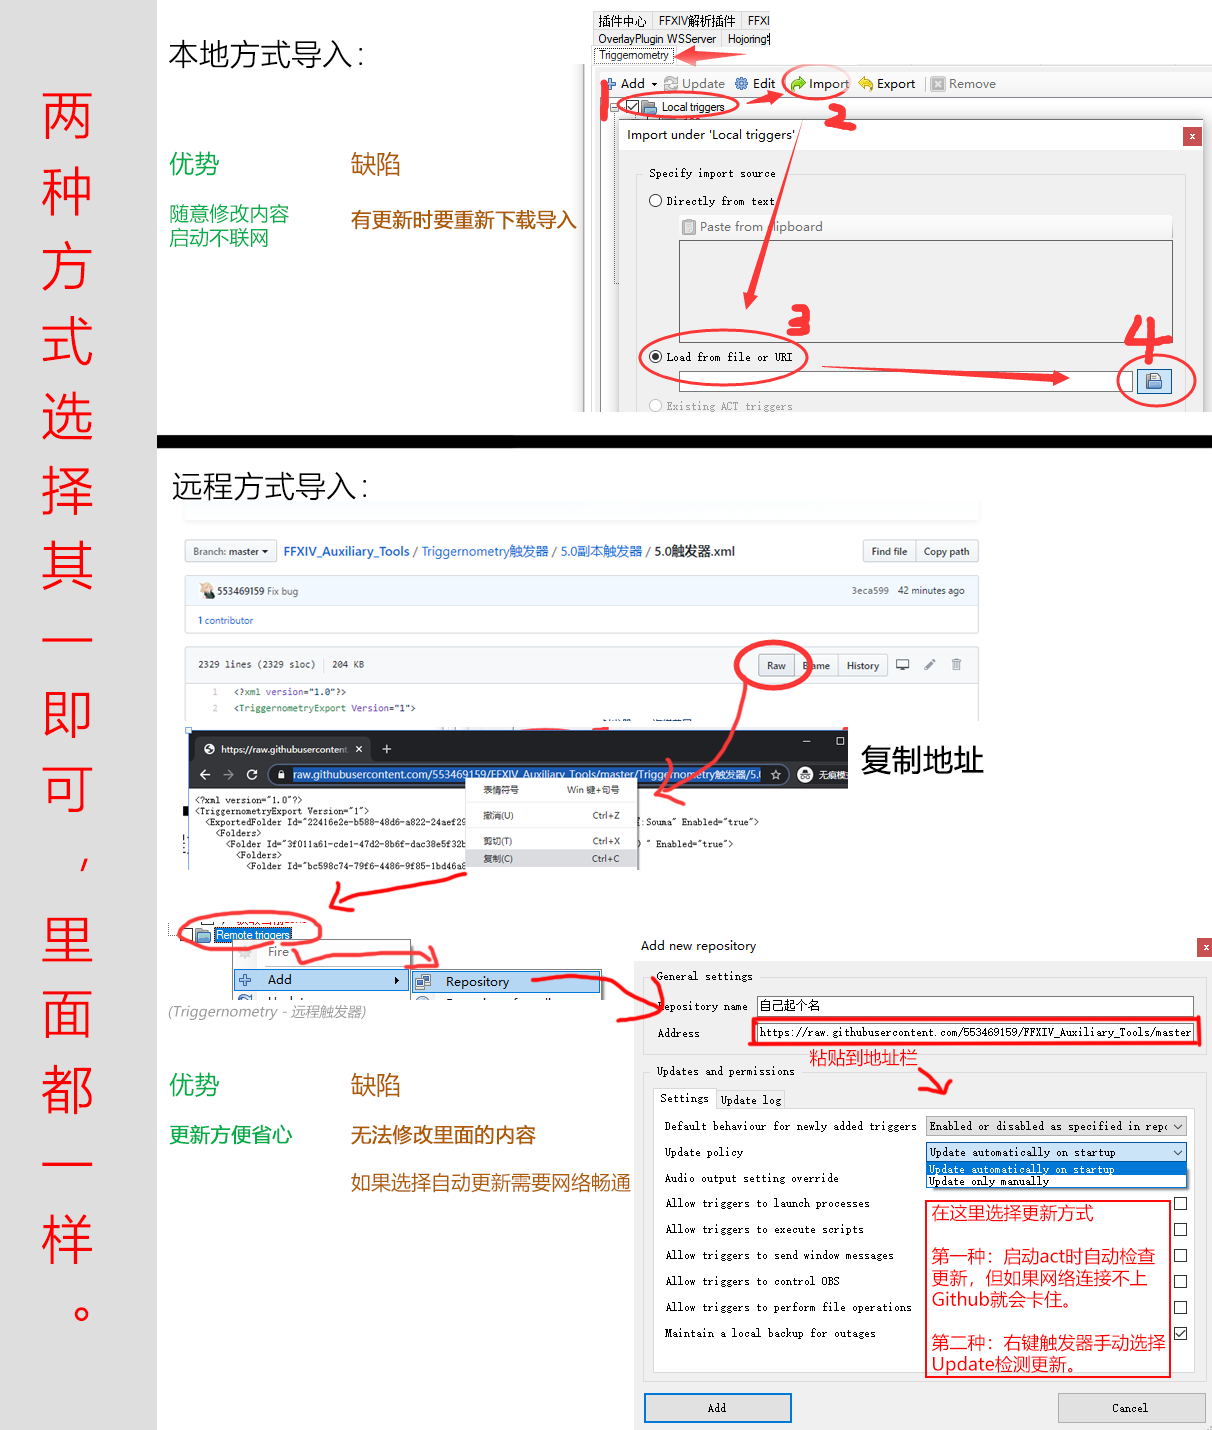 两种方式选择其一即可，里面都一样。
本地方式导入：
优势
缺陷
随意修改内容
启动不联网
有更新时要重新下载导入
插件中心 FFXIV解析插件 FFXI
OverlayPlugin WSServer Hojoring
Triggernometry
1
Add Update Edit Import Export Remove
Local triggers
2
Import under 'Local triggers'
x
Specify import source
Directly from text
Paste from clipboard
3
4
Load from file or URI
Existing ACT triggers
远程方式导入：
Branch: master
FFXIV_Auxiliary_Tools / Triggernometry触发器 / 5.0副本触发器 / 5.0触发器.xml
Find file Copy path
553469159 Fix bug
3eca599 42 minutes ago
1 contributor
2329 lines (2329 sloc) 204 KB
Raw Blame History
1 <?xml version="1.0"?>
2 <TriggernometryExport Version="1">
https://raw.githubusercontent.
raw.githubusercontent.com/553469159/FFXIV_Auxiliary_Tools/master/Triggernometry触发器/5.0
无痕模式
复制地址
<?xml version="1.0"?>
<TriggernometryExport Version="1">
<ExportedFolder Id="22416e2e-b588-48d6-a822-24aef29
f:Souma" Enabled="true">
<Folders>
<Folder Id="3f011a61-cde1-47d2-8b6f-dac38e5f32b
) " Enabled="true">
<Folders>
<Folder Id="bc598c74-79f6-4486-9f85-1bd46a8
表情符号 Win 键+句号
撤消(U) Ctrl+Z
剪切(T) Ctrl+X
复制(C) Ctrl+C
Remote triggers
Fire
Add
Repository
(Triggernometry - 远程触发器)
优势
缺陷
更新方便省心
无法修改里面的内容
如果选择自动更新需要网络畅通
Add new repository
x
General settings
Repository name 自己起个名
Address https://raw.githubusercontent.com/553469159/FFXIV_Auxiliary_Tools/master
粘贴到地址栏
Updates and permissions
Settings Update log
Default behaviour for newly added triggers Enabled or disabled as specified in repo
Update policy Update automatically on startup
Update automatically on startup
Update only manually
Audio output setting override
Allow triggers to launch processes
Allow triggers to execute scripts
Allow triggers to send window messages
Allow triggers to control OBS
Allow triggers to perform file operations
Maintain a local backup for outages
在这里选择更新方式
第一种：启动act时自动检查
更新，但如果网络连接不上
Github就会卡住。
第二种：右键触发器手动选择
Update检测更新。
Add
Cancel